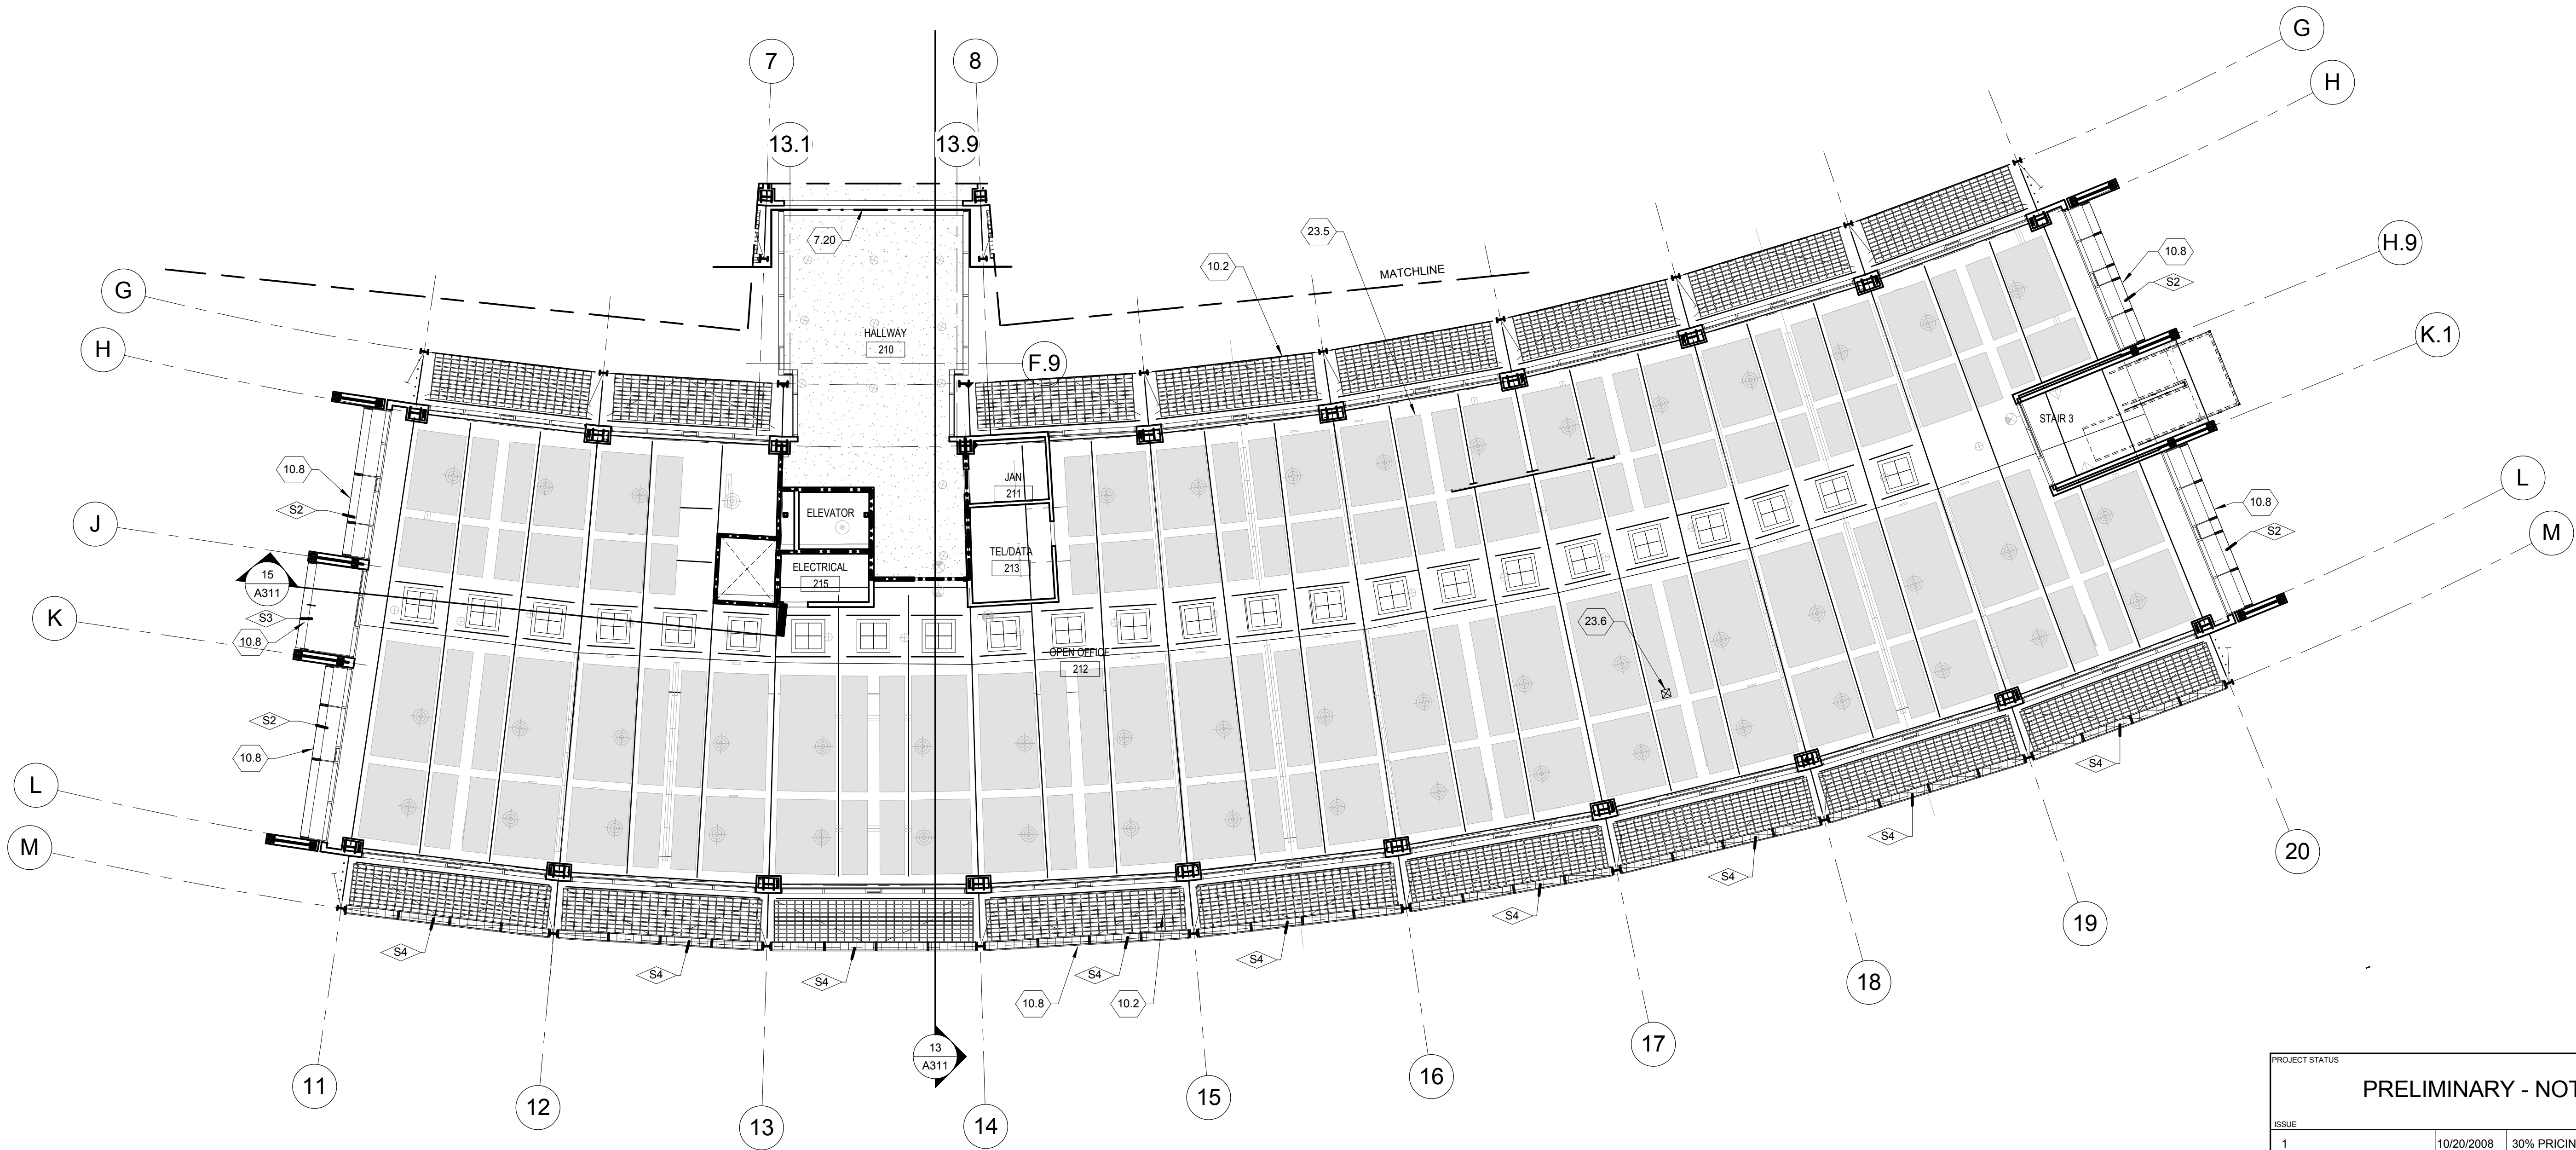 G
7
8
H
13.1
13.9
23.5
7.20
H.9
10.8
10.2
MATCHLINE
S2
G
HALLWAY
210
K.1
H
F.9
STAIR 3
10.8
JAN
211
L
10.8
S2
ELEVATOR
J
S2
M
TEL/DATA
213
ELECTRICAL
215
15
A311
K
S3
23.6
10.8
OPEN OFFICE
212
S2
10.8
S4
L
S4
M
20
S4
S4
19
S4
S4
S4
S4
S4
18
10.8
10.2
17
13
A311
16
11
15
12
14
13
PROJECT STATUS
PRELIMINARY - NOT
ISSUE
1 10/20/2008 30% PRICIN